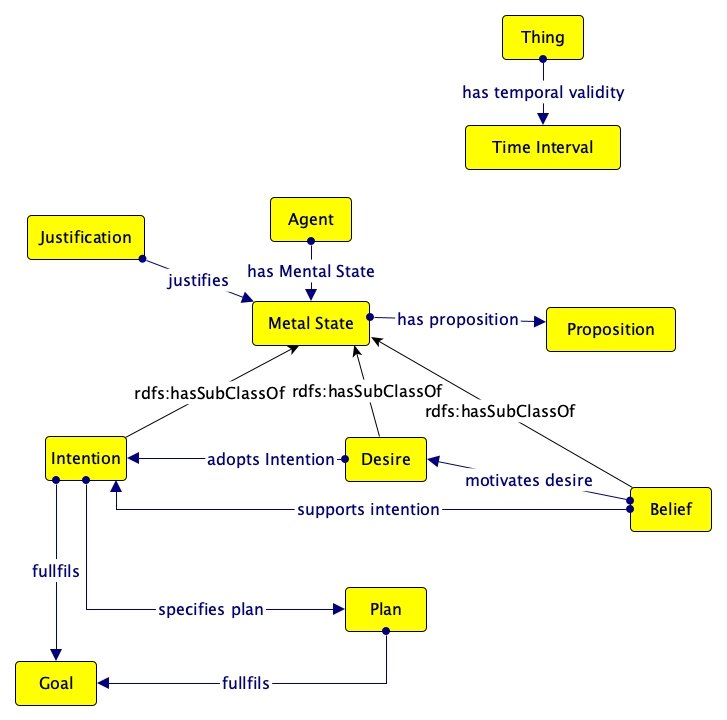 Thing
has temporal validity
Time Interval
Agent
Justification
has Mental State
justifies
Metal State
has proposition
Proposition
rdfs:hasSubClassOf
rdfs:hasSubClassOf
rdfs:hasSubClassOf
Intention
adopts Intention
Desire
motivates desire
supports intention
Belief
fullfils
specifies plan
Plan
Goal
fullfils